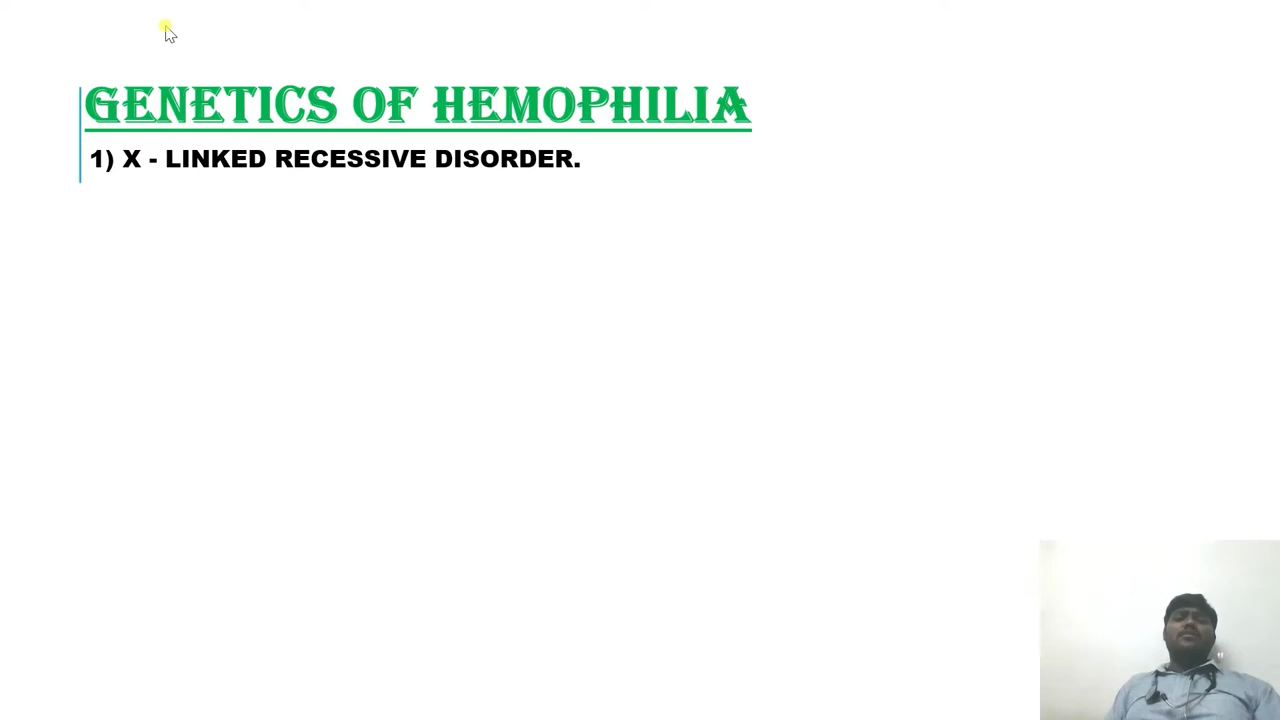 GENETICS OF HEMOPHILIA
1) X - LINKED RECESSIVE DISORDER.